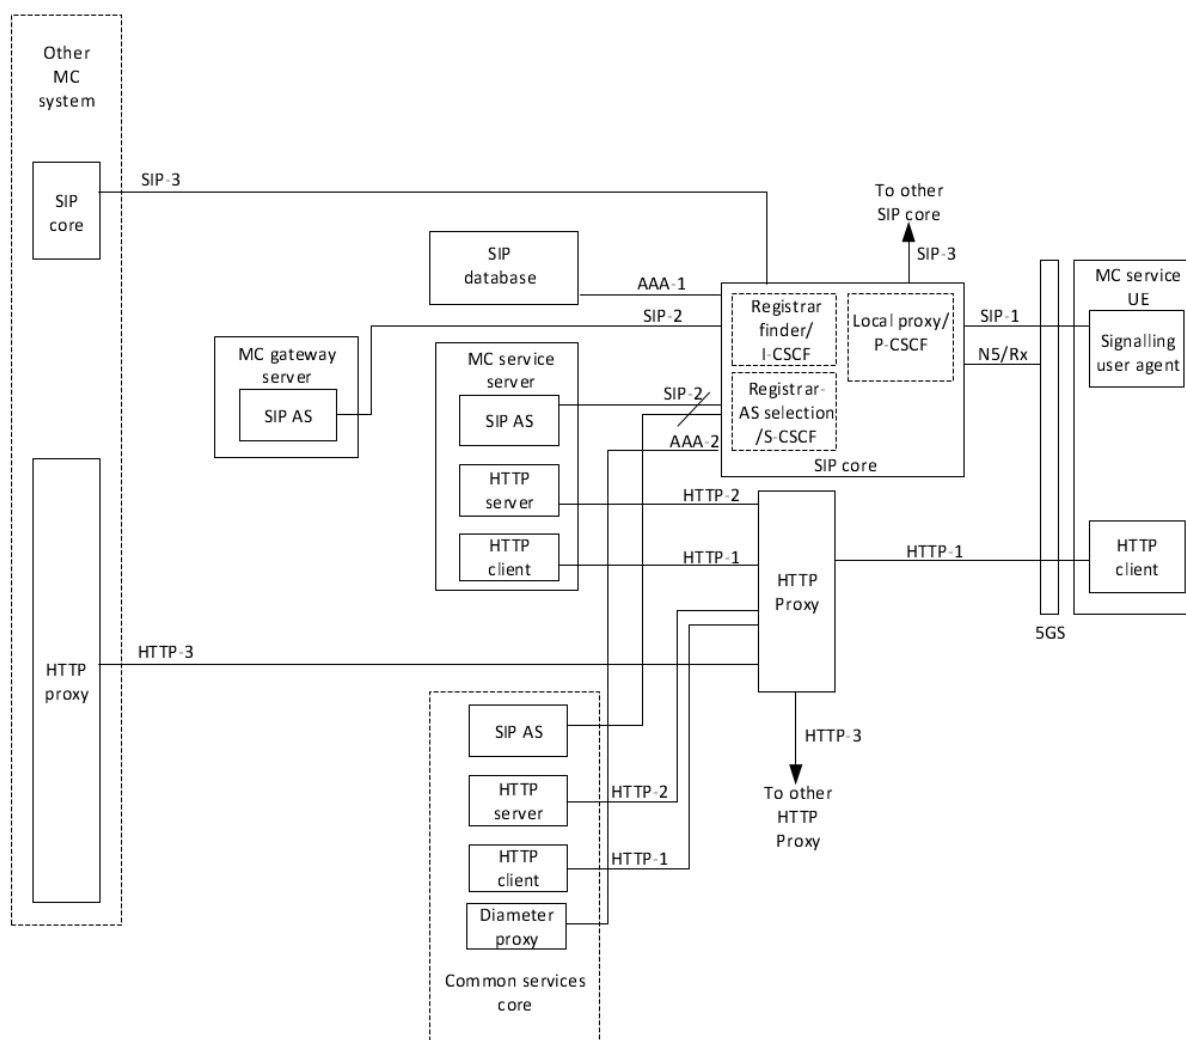 Other
MC
system
SIP
core
SIP-3
To other
SIP core
SIP-3
SIP
database
AAA-1
SIP-2
MC gateway
server
SIP AS
MC service
server
SIP AS
SIP-2
AAA-2
HTTP
server
HTTP-2
HTTP
client
HTTP-1
Registrar
finder/
I-CSCF
Local proxy/
P-CSCF
Registrar-
AS selection
/S-CSCF
SIP core
SIP-1
N5/Rx
MC service
UE
Signalling
user agent
HTTP
Proxy
HTTP-1
HTTP
client
5GS
HTTP
proxy
HTTP-3
HTTP-3
To other
HTTP
Proxy
SIP AS
HTTP
server
HTTP-2
HTTP
client
HTTP-1
Diameter
proxy
Common services
core